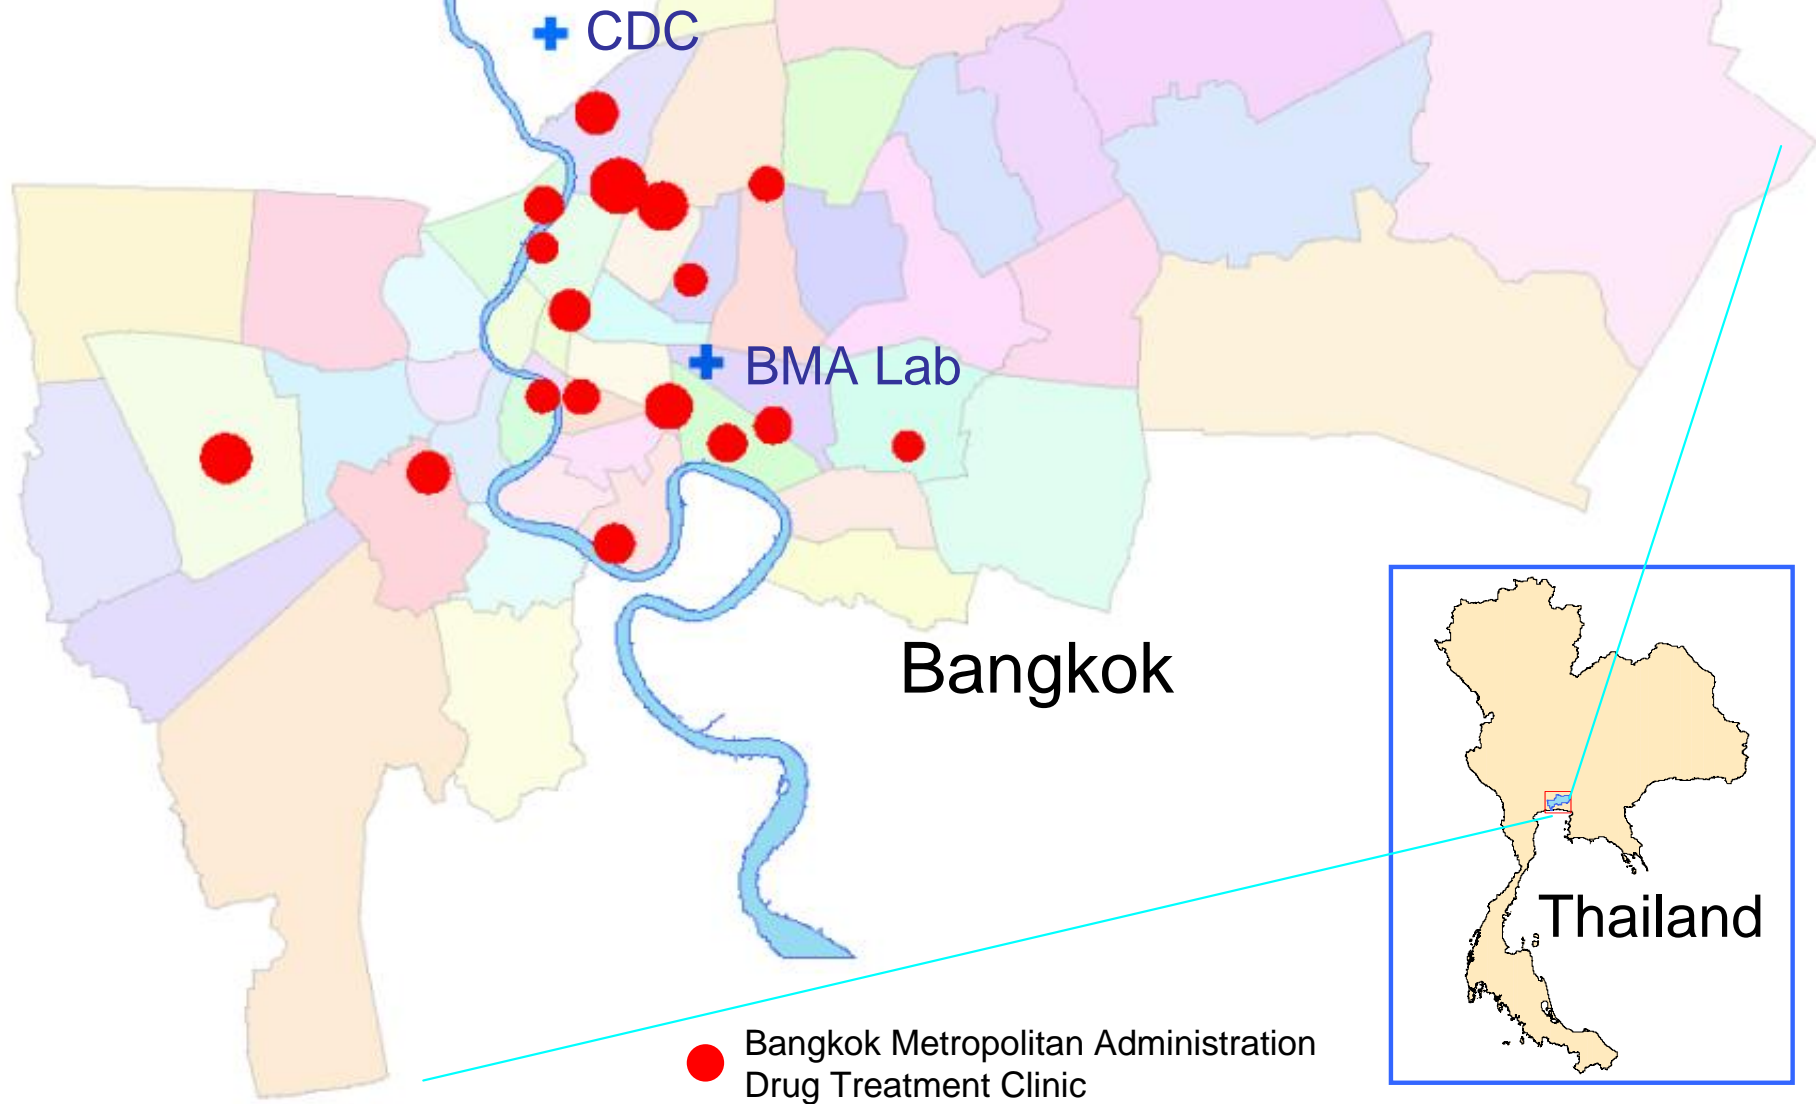 CDC
BMA Lab
Bangkok
Thailand
Bangkok Metropolitan Administration
Drug Treatment Clinic